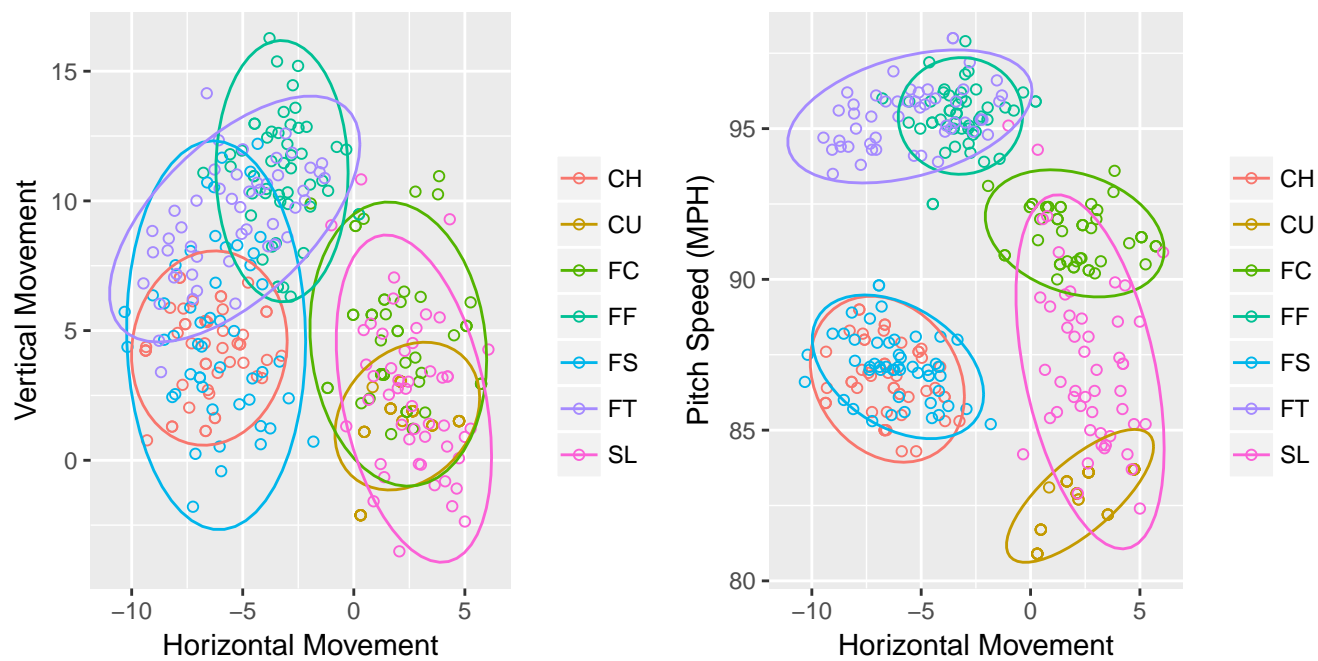 Vertical Movement
15
10
5
0
−10
−5
0
5
Horizontal Movement
CH
CU
FC
FF
FS
FT
SL
Pitch Speed (MPH)
95
90
85
80
−10
−5
0
5
Horizontal Movement
CH
CU
FC
FF
FS
FT
SL